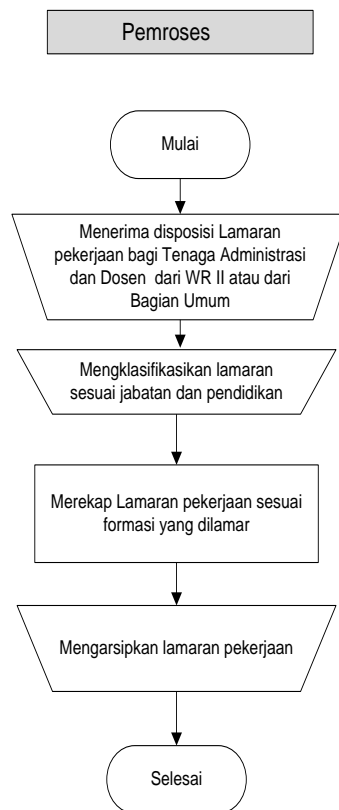 Pemroses
Mulai
Menerima disposisi Lamaran
pekerjaan bagi Tenaga Administrasi
dan Dosen dari WR II atau dari
Bagian Umum
Mengklasifikasikan lamaran
sesuai jabatan dan pendidikan
Merekap Lamaran pekerjaan sesuai
formasi yang dilamar
Mengarsipkan lamaran pekerjaan
Selesai